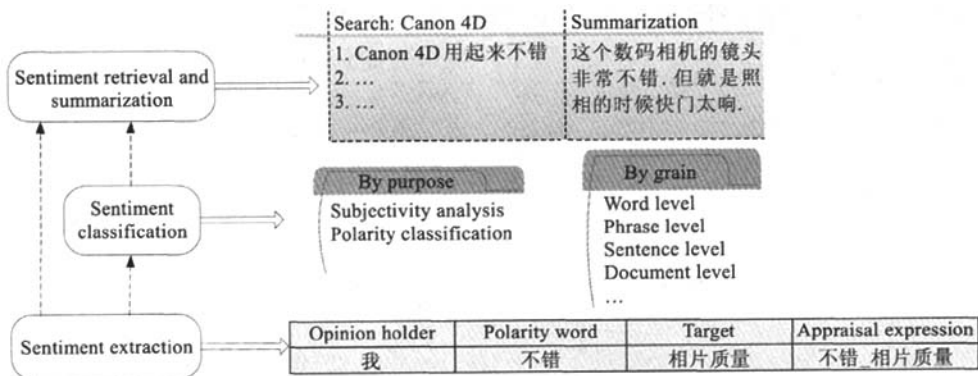 Search: Canon 4D
Summarization
1. Canon 4D用起来不错
2. ...
3. ...
这个数码相机的镜头
非常不错.但就是照
相的时候快门太响.
Sentiment retrieval and
summarization
By purpose
Subjectivity analysis
Polarity classification
By grain
Word level
Phrase level
Sentence level
Document level
...
Sentiment
classification
Sentiment extraction
Opinion holder
Polarity word
Target
Appraisal expression
我
不错
相片质量
不错_相片质量